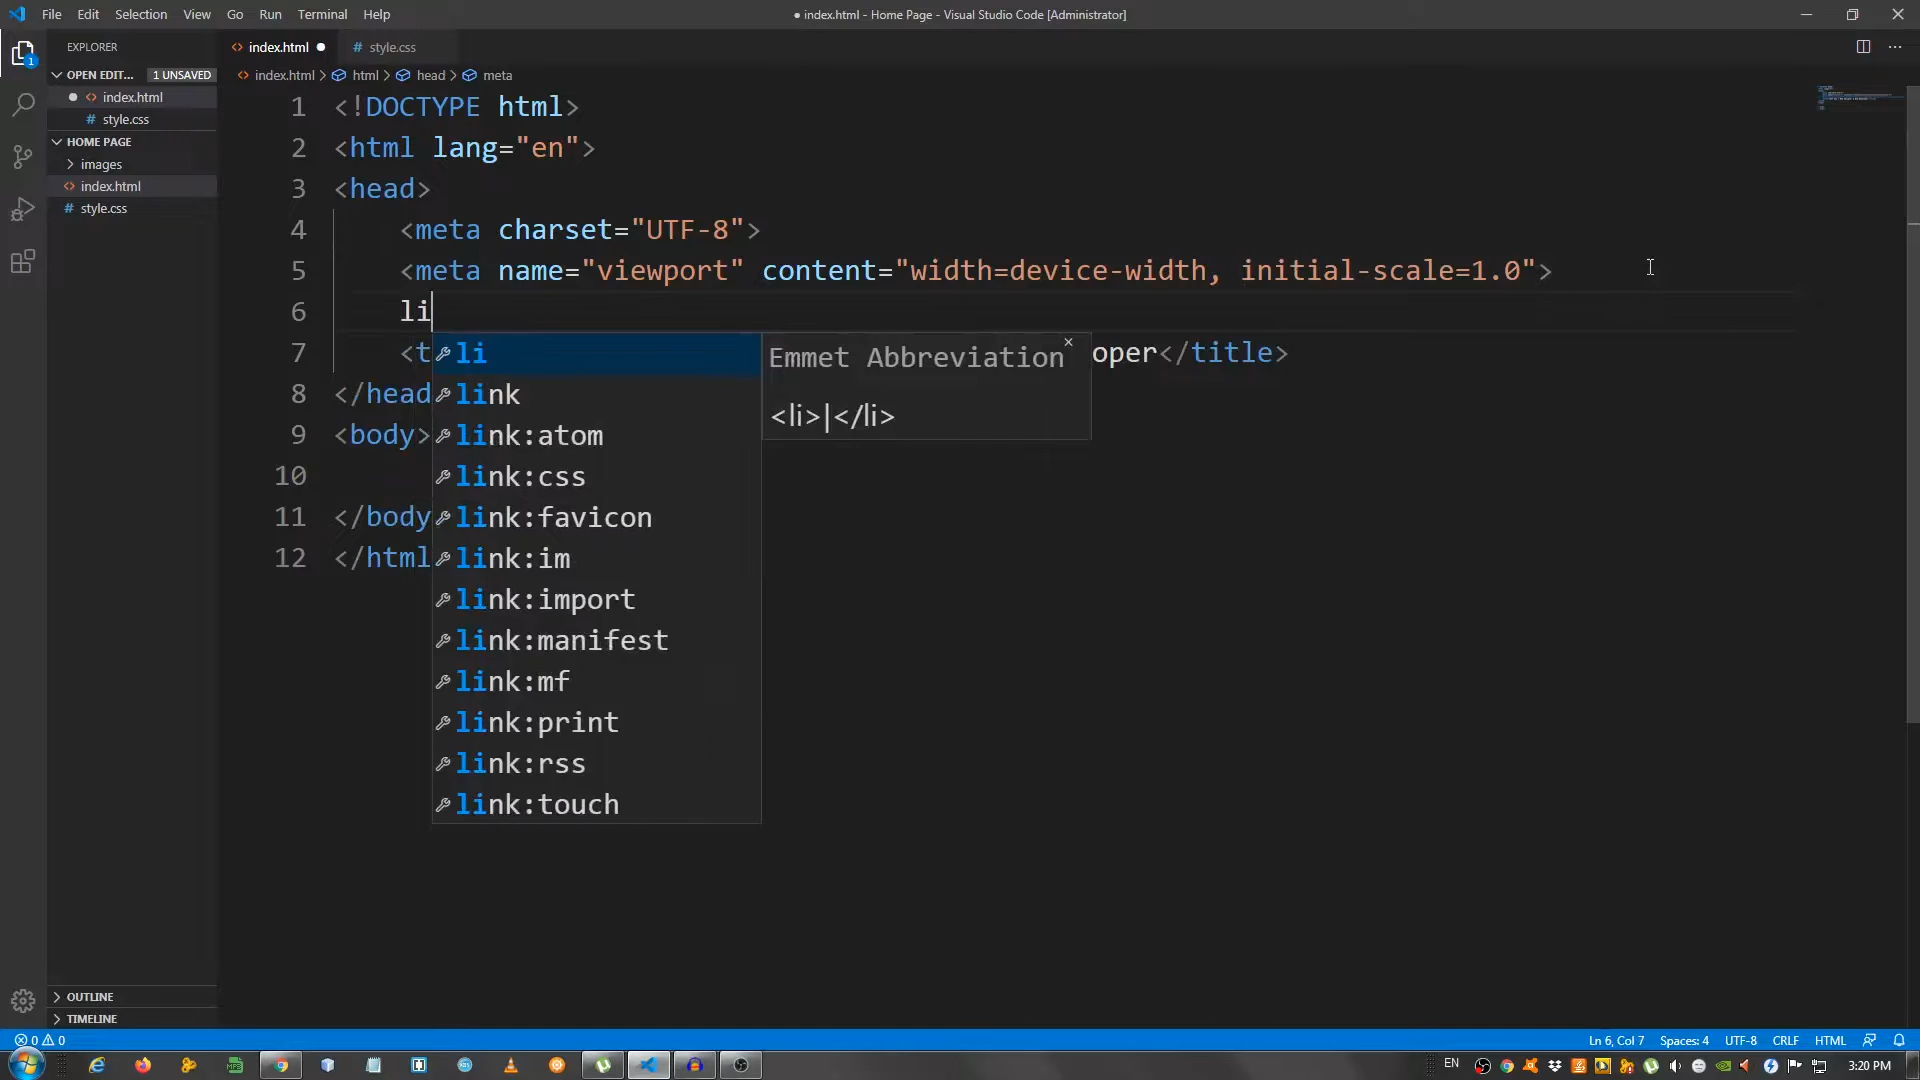 File Edit Selection View Go Run Terminal Help
● index.html - Home Page - Visual Studio Code [Administrator]
EXPLORER
OPEN EDIT... 1 UNSAVED
index.html
style.css
HOME PAGE
images
index.html
style.css
OUTLINE
TIMELINE
index.html ● # style.css
index.html > html > head > meta
1 <!DOCTYPE html>
2 <html lang="en">
3 <head>
4 <meta charset="UTF-8">
5 <meta name="viewport" content="width=device-width, initial-scale=1.0">
6 li
7 <t oper</title>
8 </head
9 <body>
10
11 </body
12 </html
li
link
link:atom
link:css
link:favicon
link:im
link:import
link:manifest
link:mf
link:print
link:rss
link:touch
Emmet Abbreviation
<li>|</li>
0 0
Ln 6, Col 7 Spaces: 4 UTF-8 CRLF HTML
EN 3:20 PM